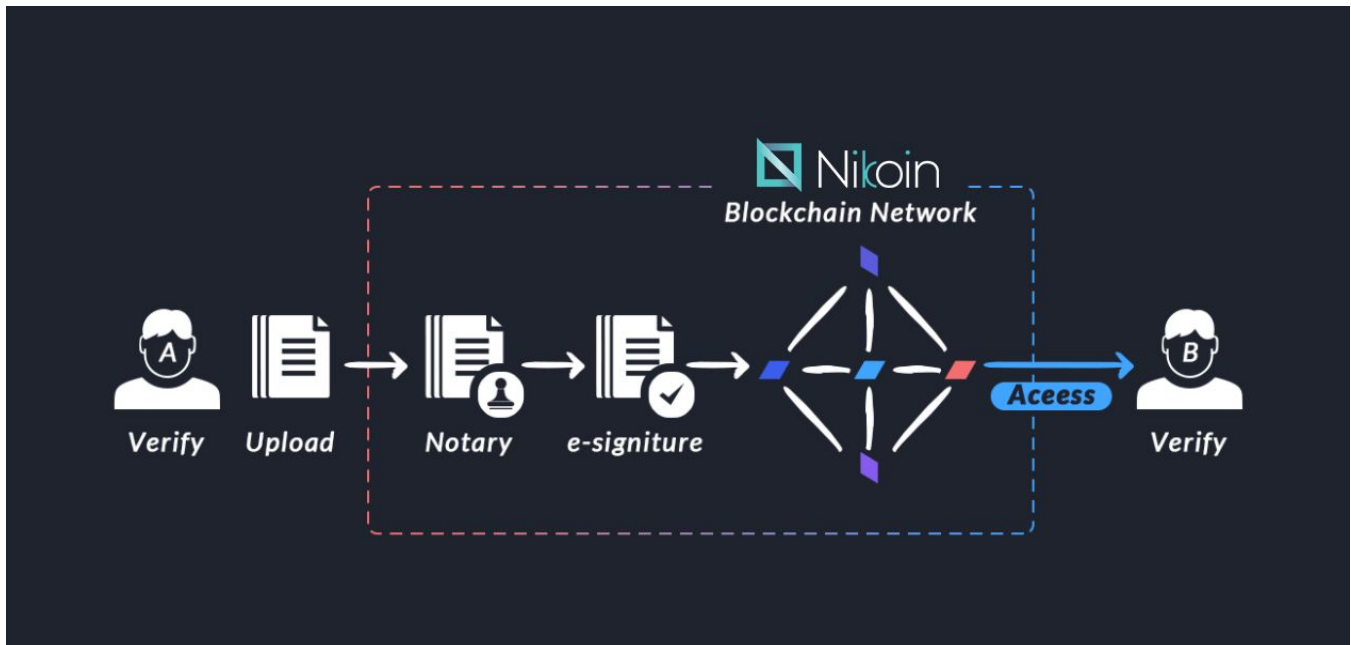 Nikoin
Blockchain Network
A
B
Aceess
Verify
Upload
Notary
e-signiture
Verify